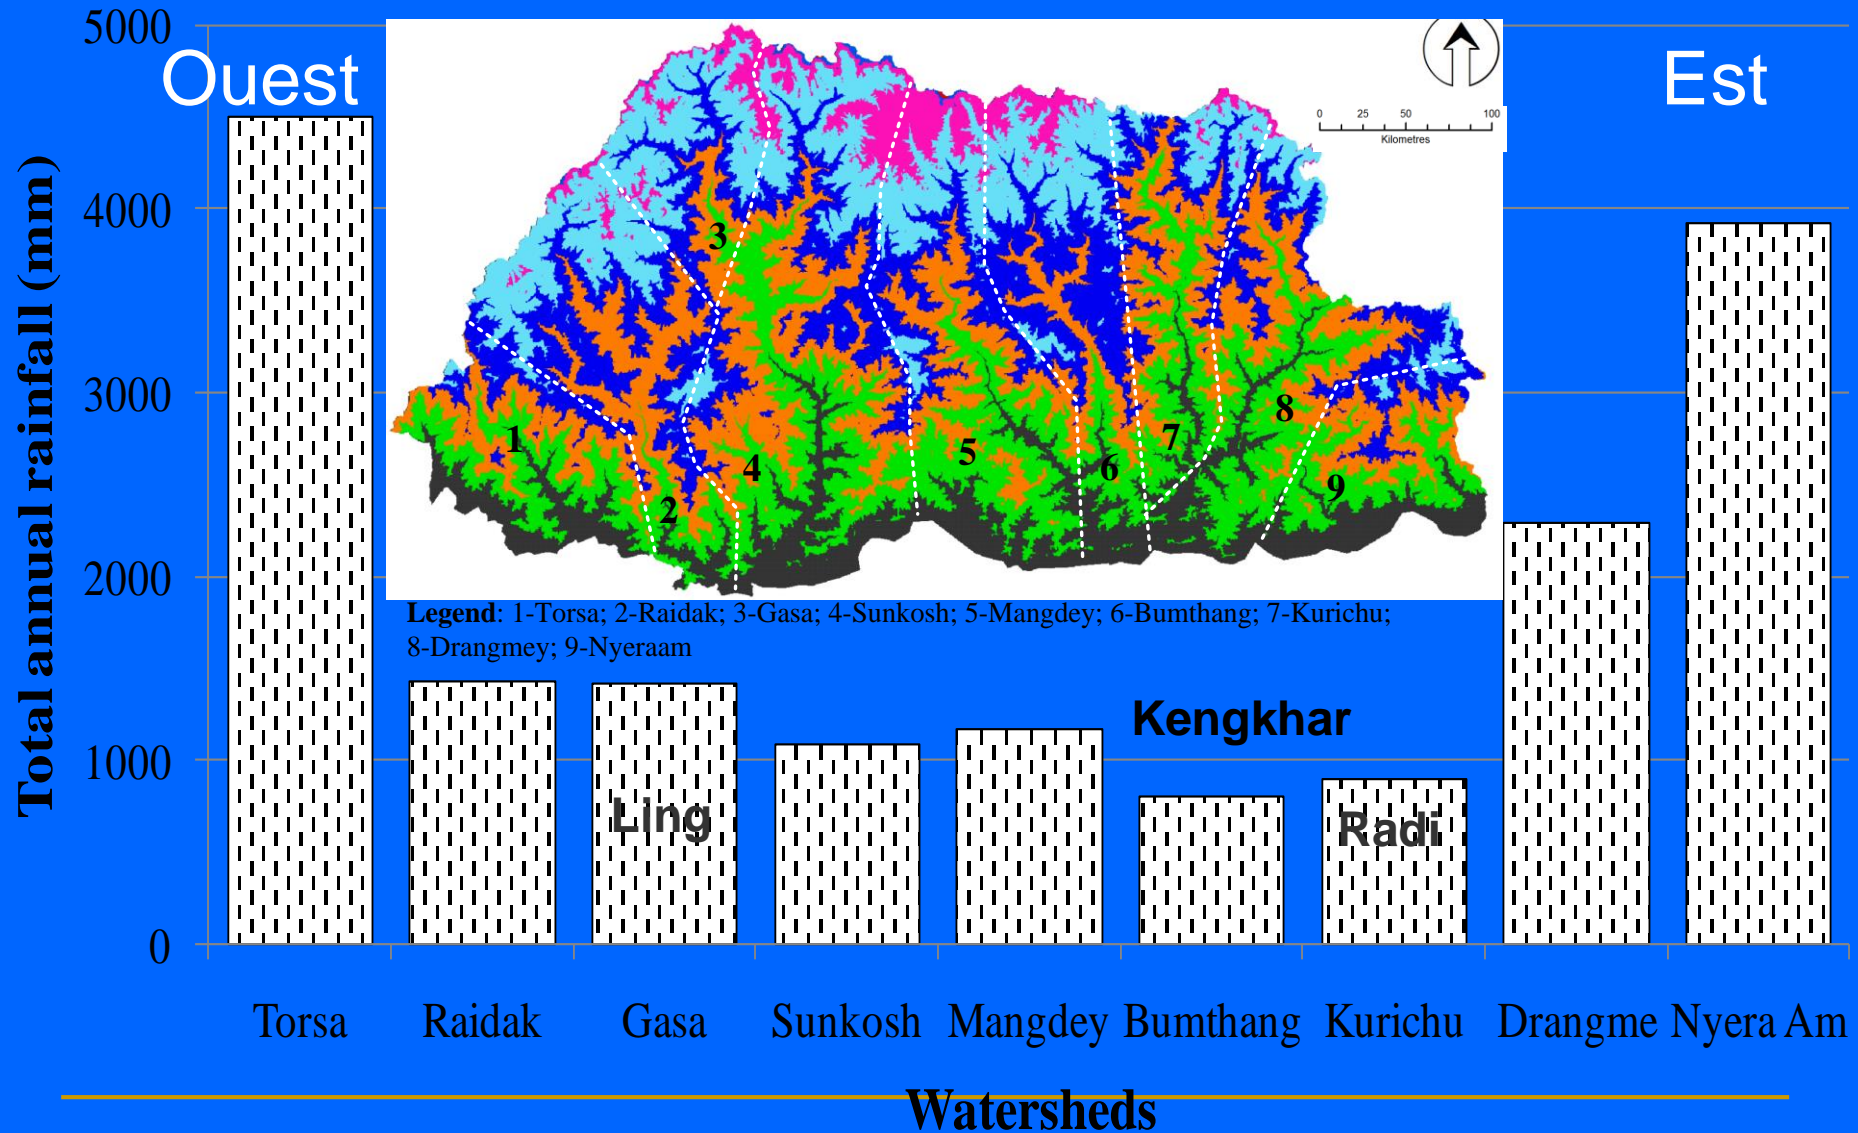 5000
4000
3000
2000
1000
0
Total annual rainfall (mm)
Ouest
Est
0 25 50 100
Kilometres
3
1
2
4
5
6
7
8
9
Legend: 1-Torsa; 2-Raidak; 3-Gasa; 4-Sunkosh; 5-Mangdey; 6-Bumthang; 7-Kurichu;
8-Drangmey; 9-Nyeraam
Kengkhar
Ling
Radi
Torsa Raidak Gasa Sunkosh Mangdey Bumthang Kurichu Drangme Nyera Am
Watersheds